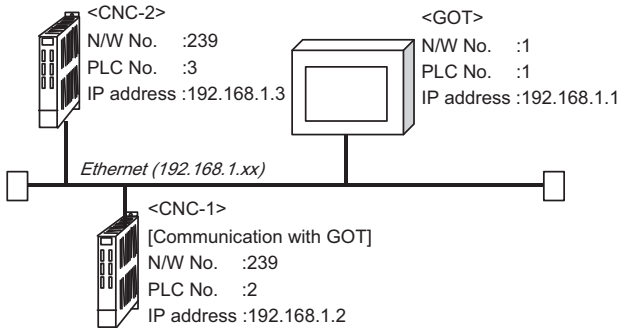 <CNC-2>
N/W No. :239
PLC No. :3
IP address :192.168.1.3
<GOT>
N/W No. :1
PLC No. :1
IP address :192.168.1.1
Ethernet (192.168.1.xx)
<CNC-1>
[Communication with GOT]
N/W No. :239
PLC No. :2
IP address :192.168.1.2